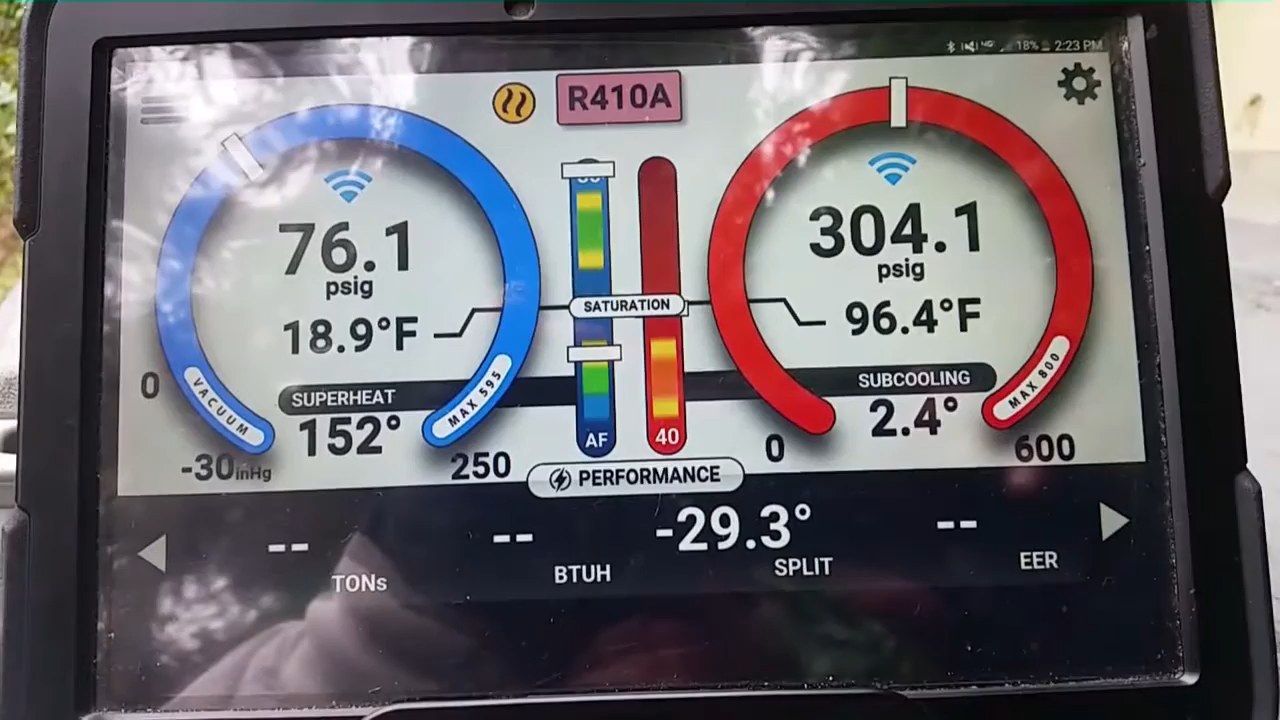 18% 2:23 PM
R410A
76.1
psig
18.9°F
304.1
psig
96.4°F
SATURATION
SUPERHEAT
152°
SUBCOOLING
2.4°
VACUUM
MAX 595
MAX 800
0
-30inHg
250
AF
40
0
600
PERFORMANCE
-- -- -29.3° --
TONs BTUH SPLIT EER